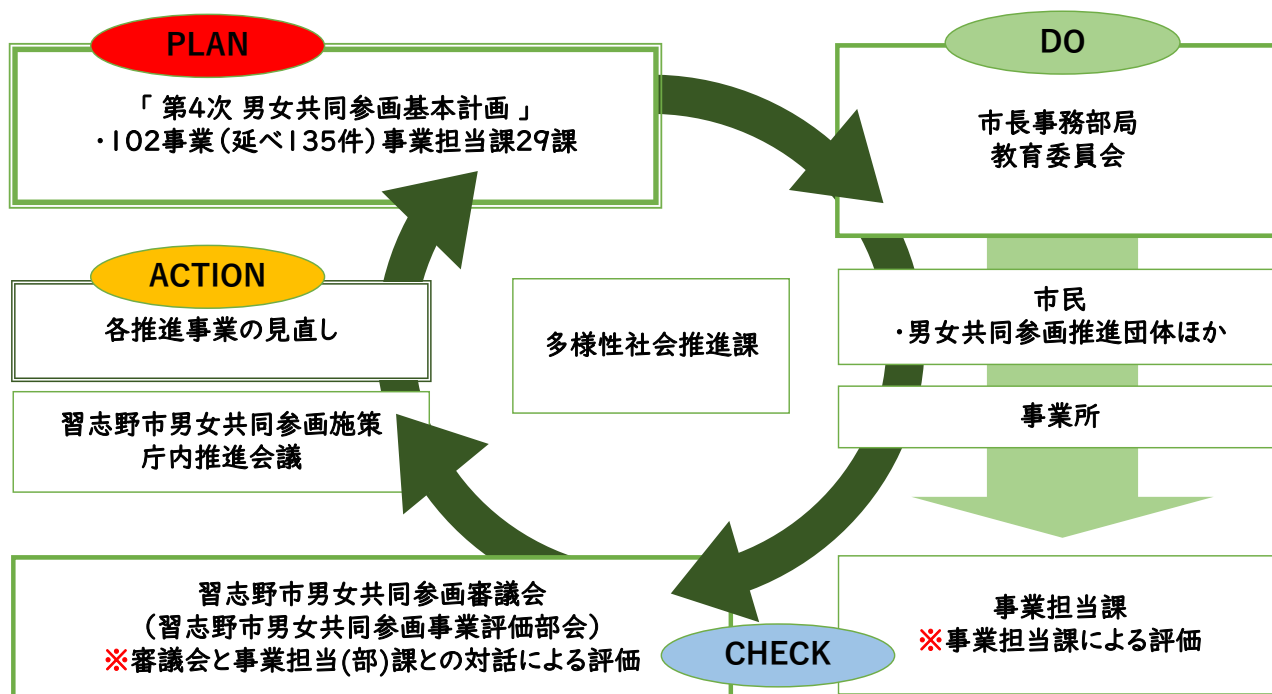 PLAN
「 第4次 男女共同参画基本計画 」
・102事業(延べ135件)事業担当課29課
DO
市長事務部局
教育委員会
市民
・男女共同参画推進団体ほか
事業所
事業担当課
※事業担当課による評価
CHECK
習志野市男女共同参画審議会
(習志野市男女共同参画事業評価部会)
※審議会と事業担当(部)課との対話による評価
ACTION
各推進事業の見直し
習志野市男女共同参画施策
庁内推進会議
多様性社会推進課